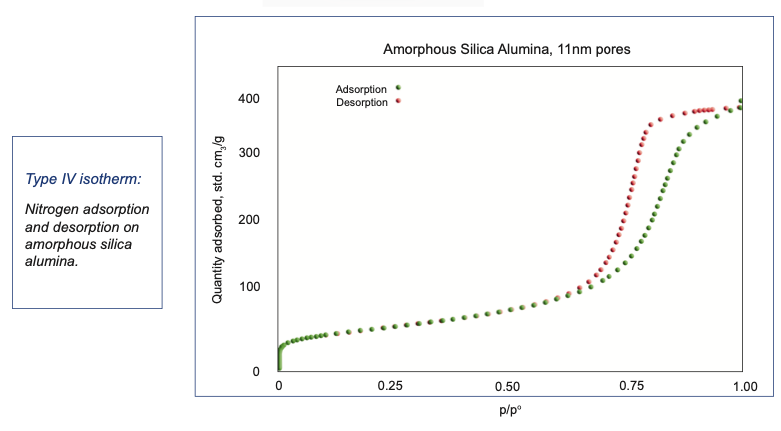 Amorphous Silica Alumina, 11nm pores
Adsorption
Desorption
Type IV isotherm:
Nitrogen adsorption
and desorption on
amorphous silica
alumina.
Quantity adsorbed, std. cm3/g
400
300
200
100
0
0 0.25 0.50 0.75 1.00
p/p°